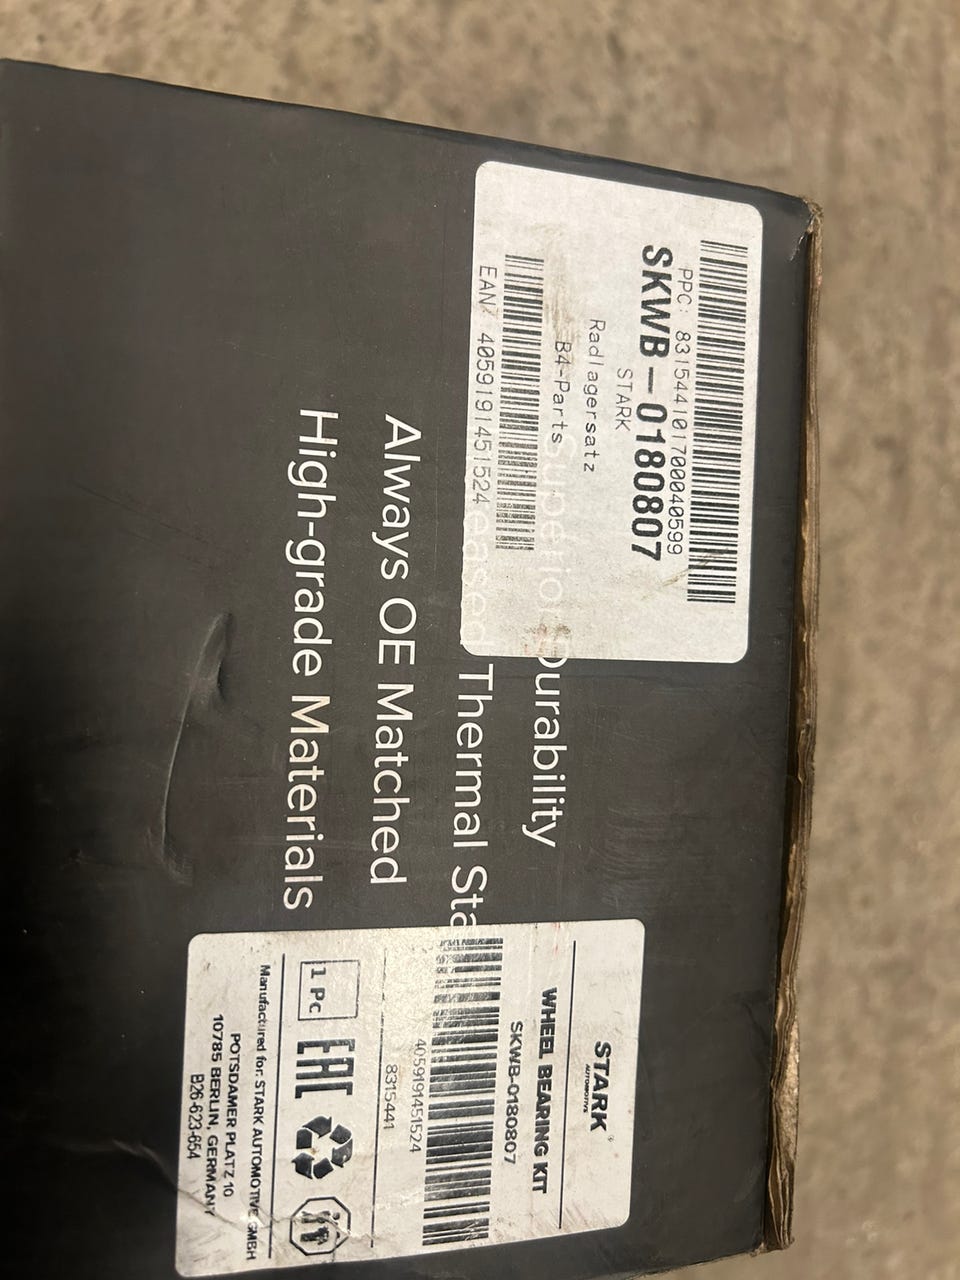 PPC: 8315441017000040599
SKWB-0180807
STARK
Radlagersatz
B4-Parts
EAN: 4059191451524
Durability
Thermal Sta
Always OE Matched
High-grade Materials
STARK
AUTOMOTIVE
WHEEL BEARING KIT
SKWB-0180807
4059191451524
8315441
1 Pc
EAC
Manufactured for: STARK AUTOMOTIVE GMBH
POTSDAMER PLATZ 10
10785 BERLIN, GERMANY
B26-623-654